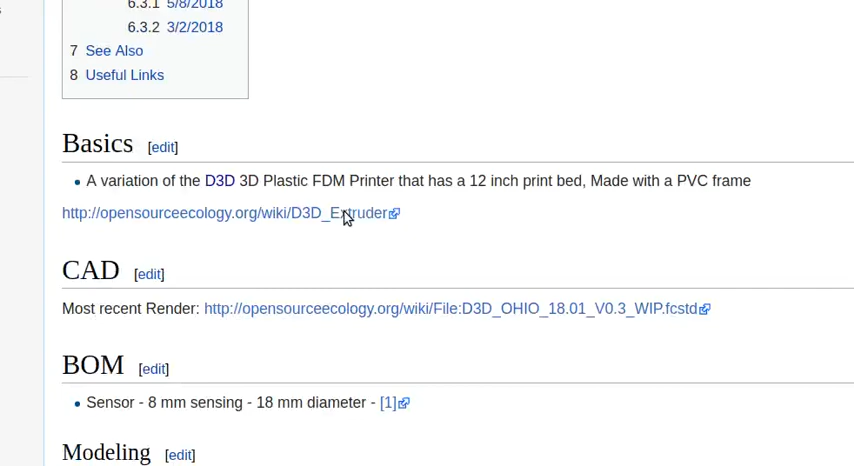 6.3.1 5/8/2018
6.3.2 3/2/2018
7 See Also
8 Useful Links
Basics [edit]
A variation of the D3D 3D Plastic FDM Printer that has a 12 inch print bed, Made with a PVC frame
http://opensourceecology.org/wiki/D3D_Extruder
CAD [edit]
Most recent Render: http://opensourceecology.org/wiki/File:D3D_OHIO_18.01_V0.3_WIP.fcstd
BOM [edit]
Sensor - 8 mm sensing - 18 mm diameter - [1]
Modeling [edit]